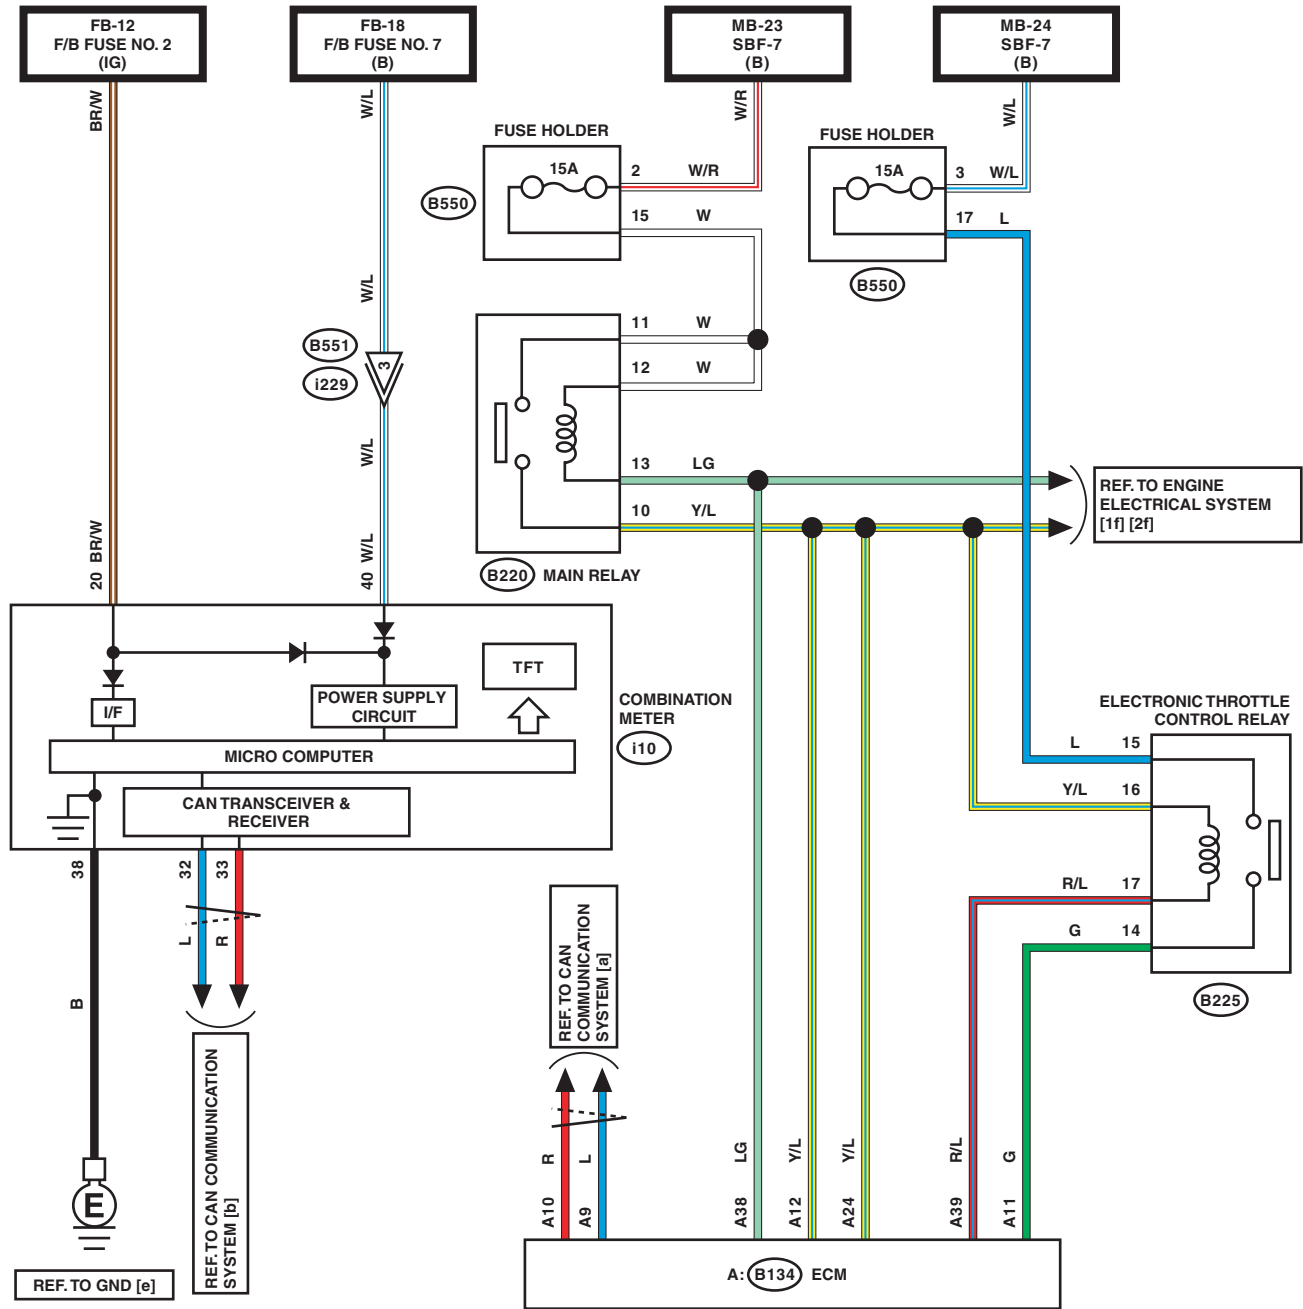 FB-12
F/B FUSE NO. 2
(IG)
FB-18
F/B FUSE NO. 7
(B)
MB-23
SBF-7
(B)
MB-24
SBF-7
(B)
BR/W
W/L
W/R
W/L
FUSE HOLDER
15A
2 W/R
15 W
B550
FUSE HOLDER
15A
3 W/L
17 L
B550
W/L
B551
i229
3
W/L
11 W
12 W
13 LG
10 Y/L
B220 MAIN RELAY
REF. TO ENGINE
ELECTRICAL SYSTEM
[1f] [2f]
20 BR/W
40 W/L
TFT
I/F
POWER SUPPLY
CIRCUIT
MICRO COMPUTER
CAN TRANSCEIVER &
RECEIVER
COMBINATION
METER
i10
ELECTRONIC THROTTLE
CONTROL RELAY
L 15
Y/L 16
R/L 17
G 14
B225
38
32
33
L
R
B
E
REF. TO GND [e]
REF. TO CAN COMMUNICATION
SYSTEM [b]
REF. TO CAN
COMMUNICATION
SYSTEM [a]
R
L
LG
Y/L
Y/L
R/L
G
A10
A9
A38
A12
A24
A39
A11
A: B134 ECM